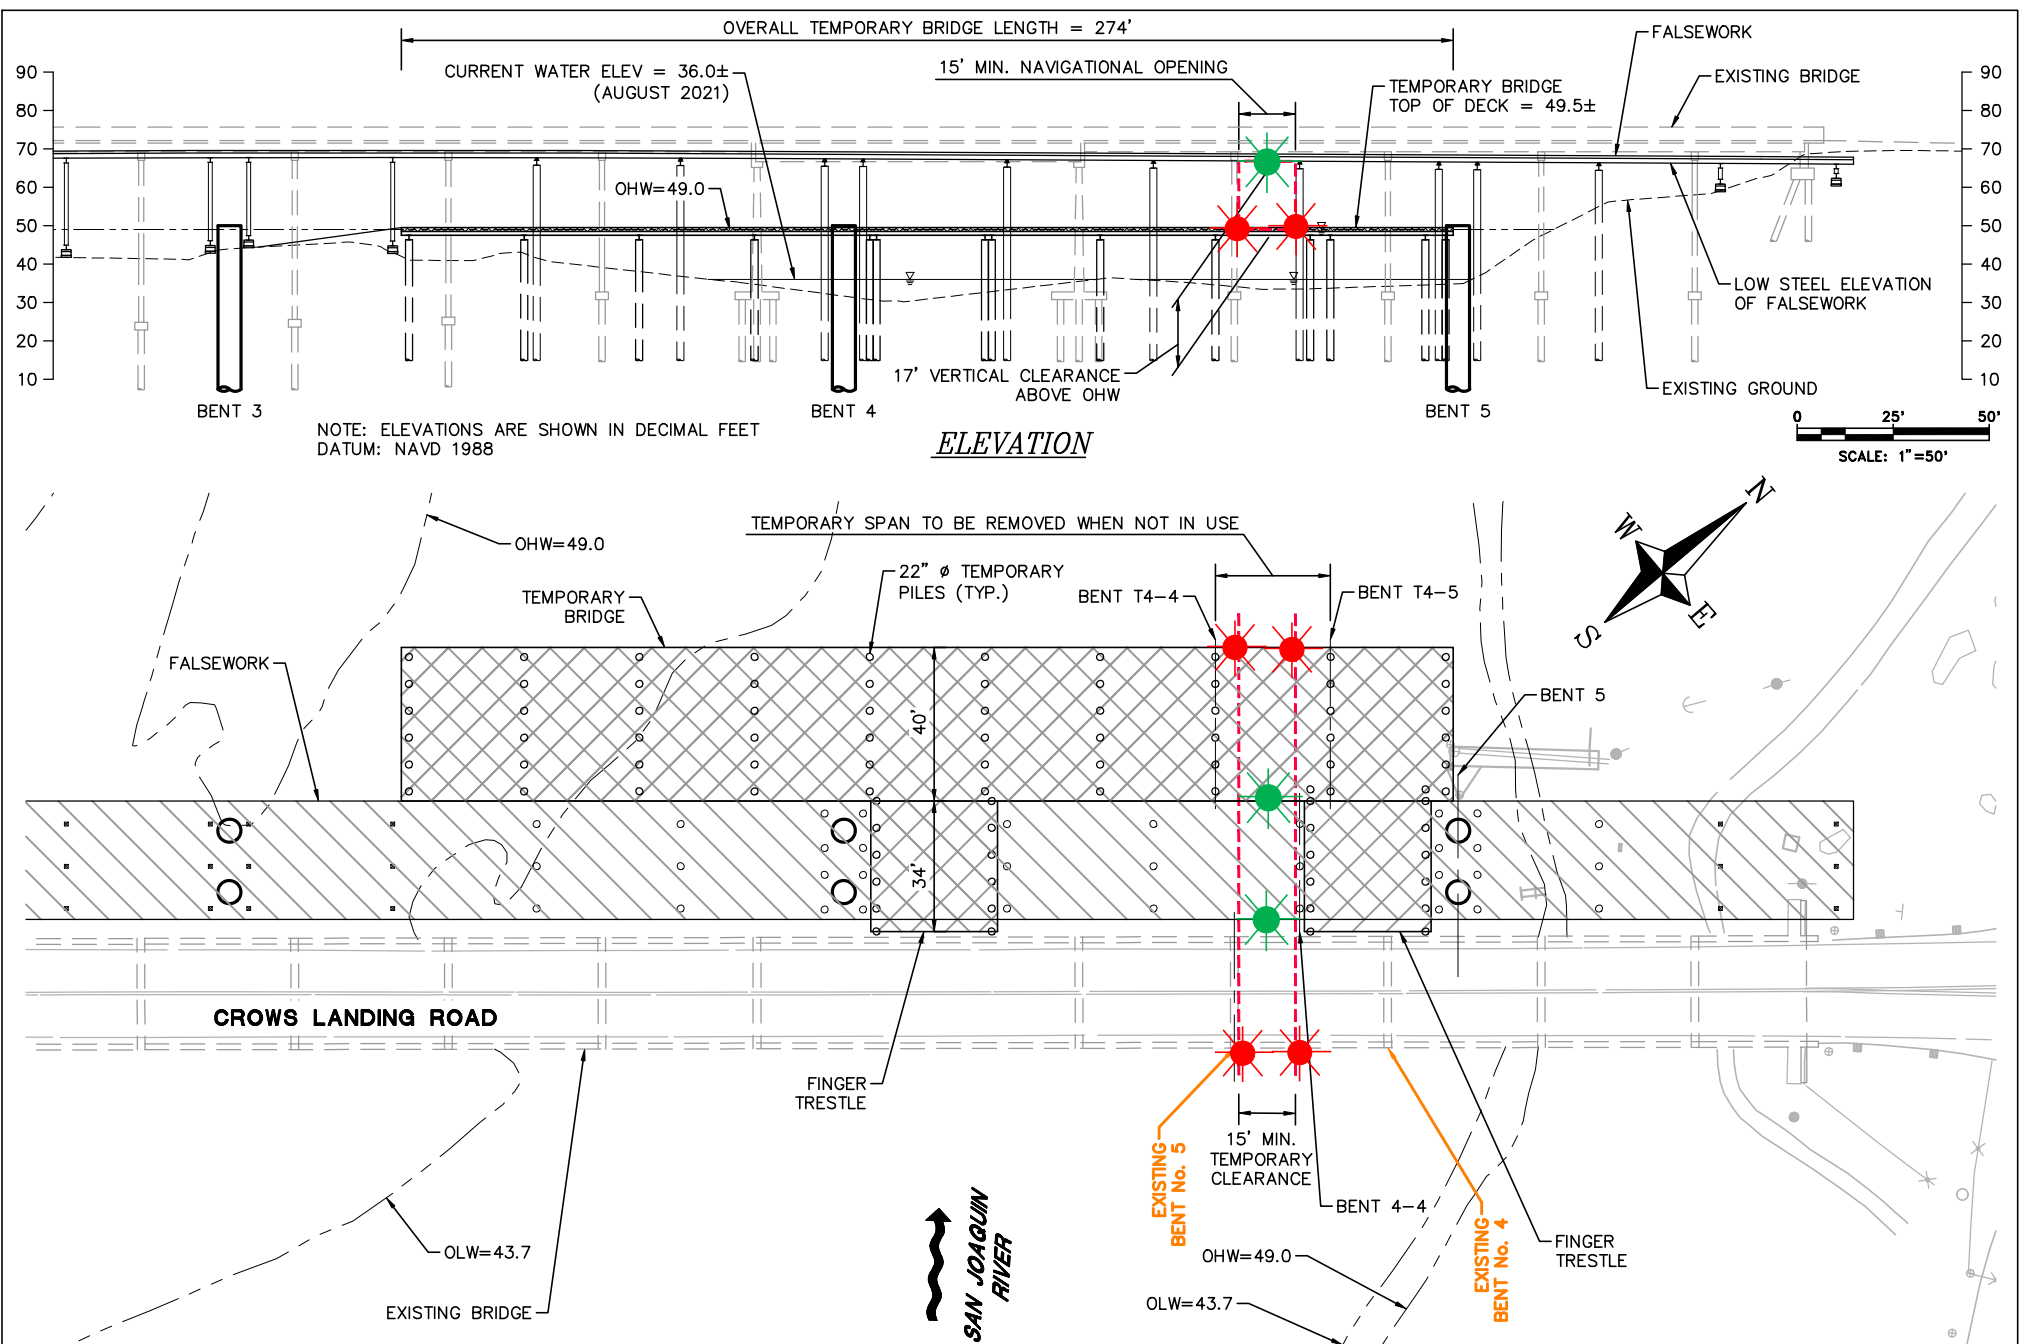 OVERALL TEMPORARY BRIDGE LENGTH = 274'
FALSEWORK
CURRENT WATER ELEV = 36.0±
(AUGUST 2021)
15' MIN. NAVIGATIONAL OPENING
TEMPORARY BRIDGE
TOP OF DECK = 49.5±
EXISTING BRIDGE
90
80
70
60
50
40
30
20
10
90
80
70
60
50
40
30
20
10
OHW=49.0
LOW STEEL ELEVATION
OF FALSEWORK
17' VERTICAL CLEARANCE
ABOVE OHW
EXISTING GROUND
BENT 3
BENT 4
BENT 5
NOTE: ELEVATIONS ARE SHOWN IN DECIMAL FEET
DATUM: NAVD 1988
ELEVATION
0 25' 50'
SCALE: 1"=50'
N
W
E
S
TEMPORARY SPAN TO BE REMOVED WHEN NOT IN USE
OHW=49.0
22" ø TEMPORARY
PILES (TYP.)
TEMPORARY
BRIDGE
BENT T4-4
BENT T4-5
FALSEWORK
BENT 5
40'
34'
CROWS LANDING ROAD
FINGER
TRESTLE
EXISTING
BENT No. 5
15' MIN.
TEMPORARY
CLEARANCE
BENT 4-4
EXISTING
BENT No. 4
FINGER
TRESTLE
OLW=43.7
EXISTING BRIDGE
SAN JOAQUIN
RIVER
OHW=49.0
OLW=43.7